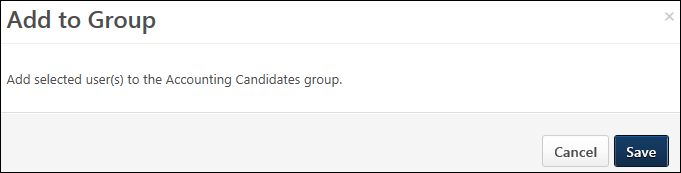 Add to Group
×
Add selected user(s) to the Accounting Candidates group.
Cancel Save